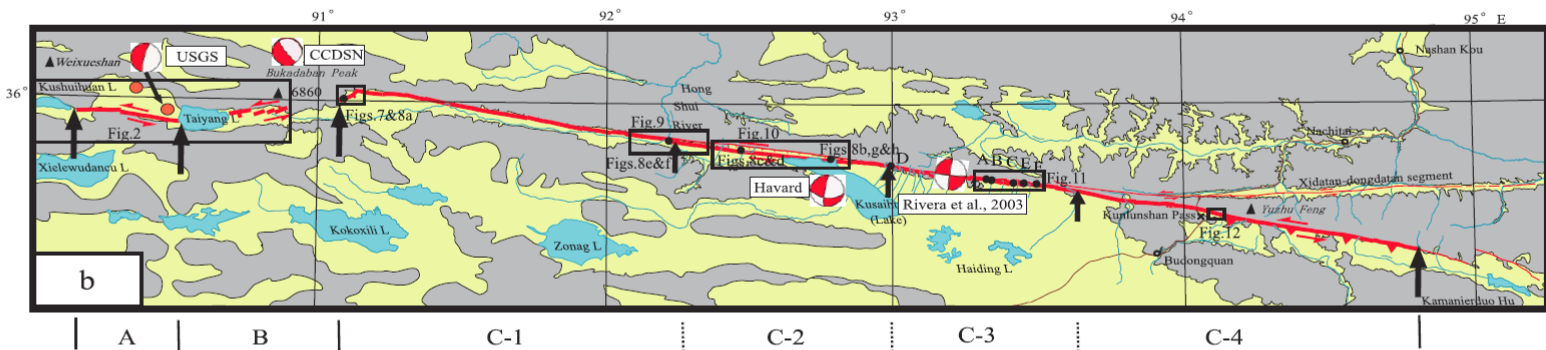 91°
92°
93°
94°
95° E
36°
Weixueshan
USGS
CCDSN
Bukadaban Peak
6860
Kushuihuan L
Taiyang L
Fig.2
Xielewudancu L
Figs.7&8a
Hong
Shui
River
Fig.9
Figs.8e&f
Fig.10
Figs.8c&d
Figs.8b,g&h
D
A B C E F
Fig.11
Havard
Rivera et al., 2003
(Lake)
Kokoxili L
Zonag L
Haiding L
Nachitai
Xidatan-dongdatan segment
Kunlunshan Pass
Yuzhu Feng
Fig.12
Budongquan
Kamanierduo Hu
b
A
B
C-1
C-2
C-3
C-4